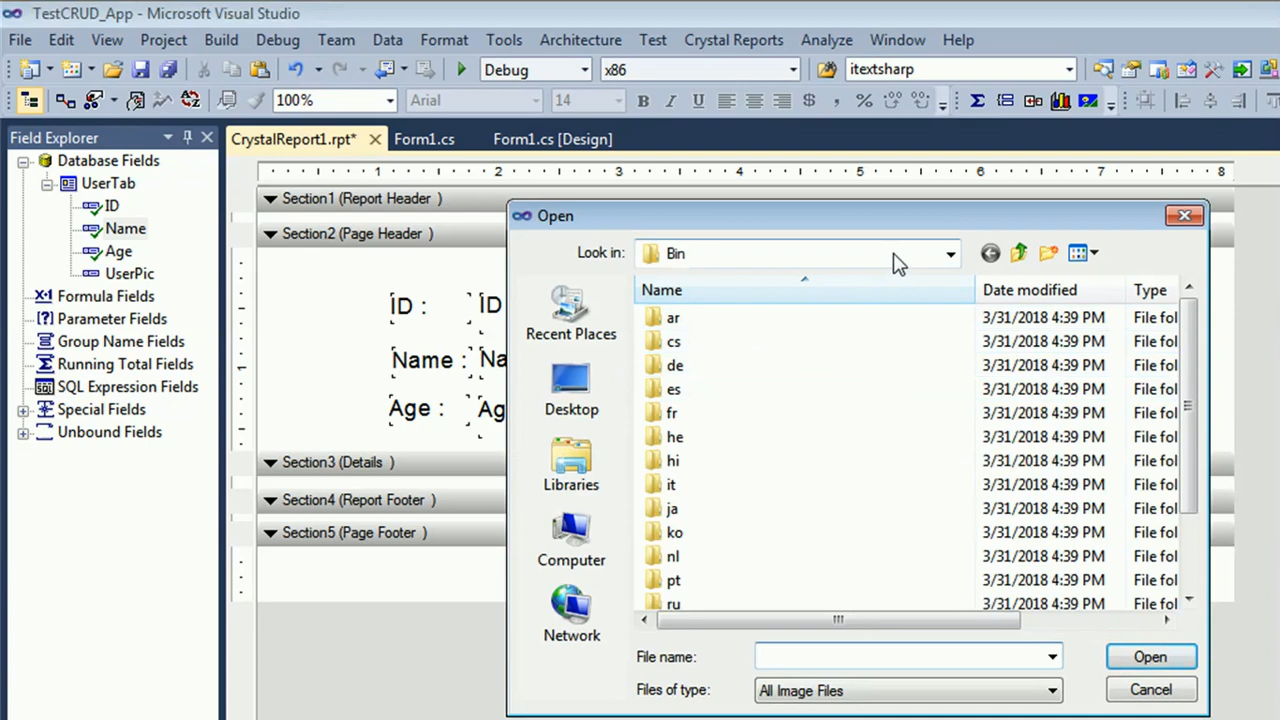 TestCRUD_App - Microsoft Visual Studio
File Edit View Project Build Debug Team Data Format Tools Architecture Test Crystal Reports Analyze Window Help
Debug x86 itextsharp
100% Arial 14 B I U $ , %
Field Explorer
CrystalReport1.rpt* Form1.cs Form1.cs [Design]
Database Fields
UserTab
ID
Name
Age
UserPic
Formula Fields
Parameter Fields
Group Name Fields
Running Total Fields
SQL Expression Fields
Special Fields
Unbound Fields
1 2 3 4 5 6 7 8
Section1 (Report Header )
Section2 (Page Header )
ID : ID
Name : Na
Age : Ag
Section3 (Details )
Section4 (Report Footer )
Section5 (Page Footer )
Open
Look in: Bin
Recent Places
Desktop
Libraries
Computer
Network
Name Date modified Type
ar 3/31/2018 4:39 PM File fol
cs 3/31/2018 4:39 PM File fol
de 3/31/2018 4:39 PM File fol
es 3/31/2018 4:39 PM File fol
fr 3/31/2018 4:39 PM File fol
he 3/31/2018 4:39 PM File fol
hi 3/31/2018 4:39 PM File fol
it 3/31/2018 4:39 PM File fol
ja 3/31/2018 4:39 PM File fol
ko 3/31/2018 4:39 PM File fol
nl 3/31/2018 4:39 PM File fol
pt 3/31/2018 4:39 PM File fol
ru 3/31/2018 4:39 PM File fol
File name: Open
Files of type: All Image Files Cancel